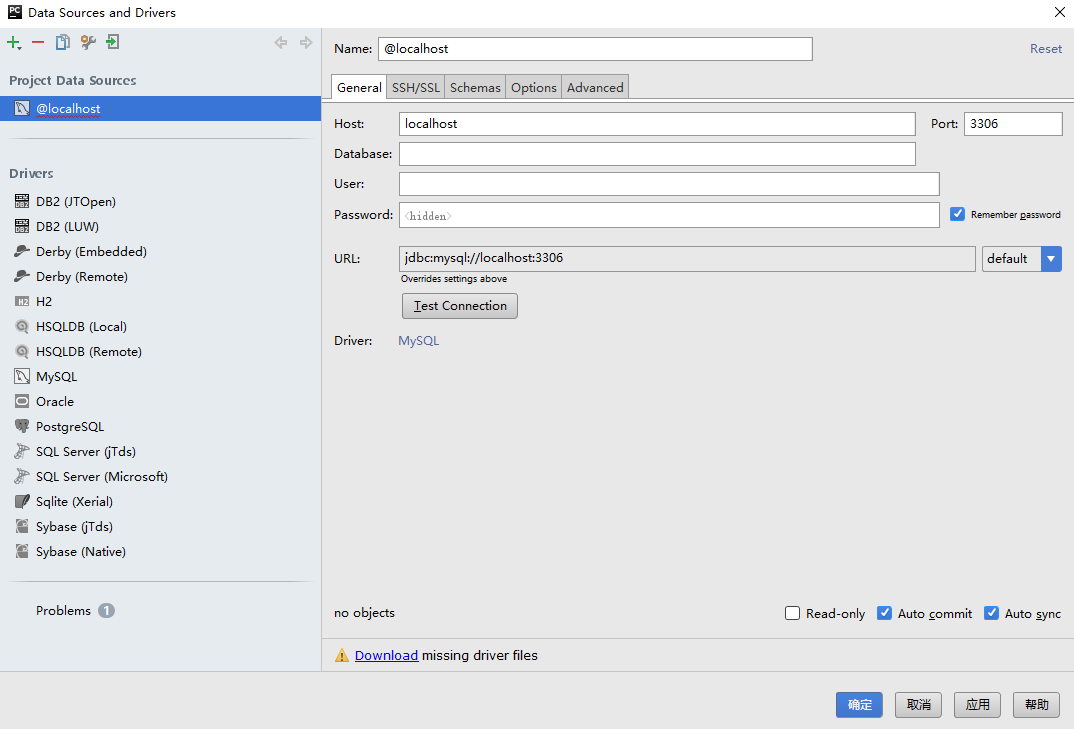 PC Data Sources and Drivers
Project Data Sources
@localhost
Drivers
DB2 (JTOpen)
DB2 (LUW)
Derby (Embedded)
Derby (Remote)
H2
HSQLDB (Local)
HSQLDB (Remote)
MySQL
Oracle
PostgreSQL
SQL Server (jTds)
SQL Server (Microsoft)
Sqlite (Xerial)
Sybase (jTds)
Sybase (Native)
Problems 1
Name: @localhost Reset
General SSH/SSL Schemas Options Advanced
Host: localhost Port: 3306
Database:
User:
Password: <hidden> Remember password
URL: jdbc:mysql://localhost:3306 default
Overrides settings above
Test Connection
Driver: MySQL
no objects Read-only Auto commit Auto sync
Download missing driver files
确定 取消 应用 帮助